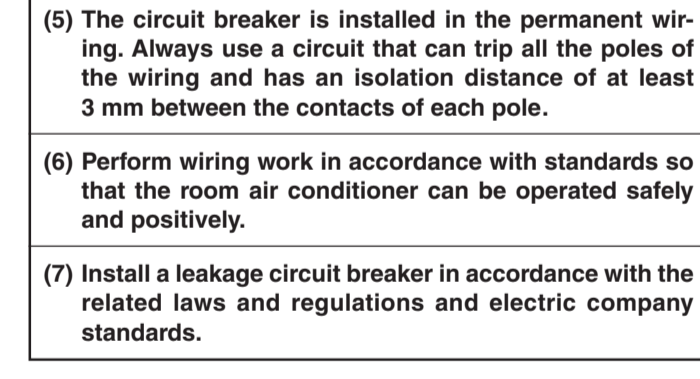 (5) The circuit breaker is installed in the permanent wir-
ing. Always use a circuit that can trip all the poles of
the wiring and has an isolation distance of at least
3 mm between the contacts of each pole.
(6) Perform wiring work in accordance with standards so
that the room air conditioner can be operated safely
and positively.
(7) Install a leakage circuit breaker in accordance with the
related laws and regulations and electric company
standards.